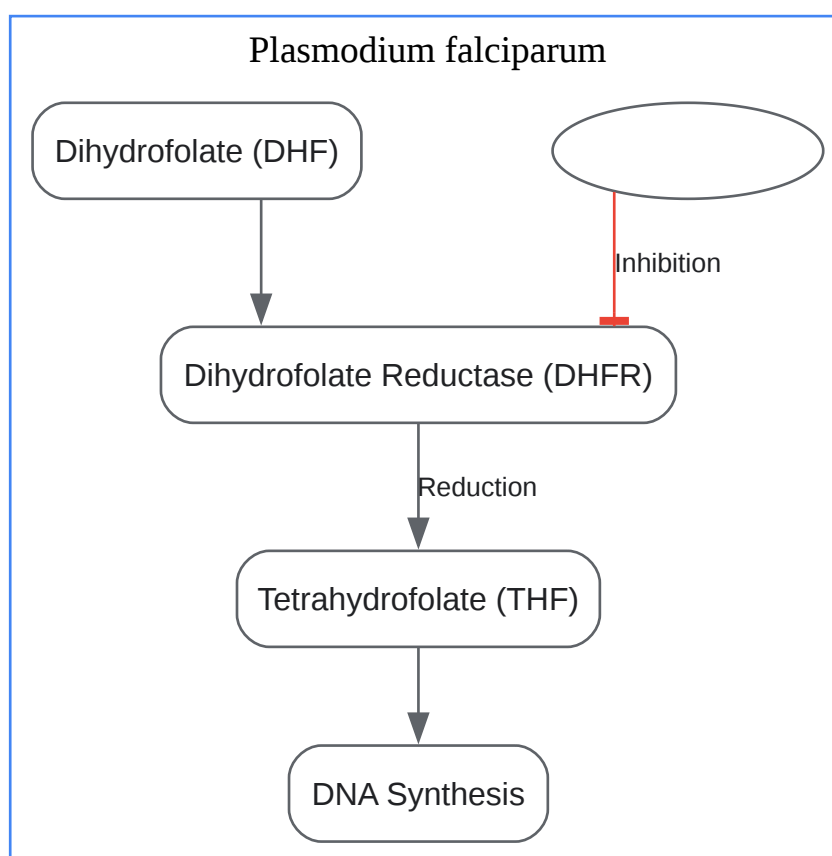 Plasmodium falciparum
Dihydrofolate (DHF)
Inhibition
Dihydrofolate Reductase (DHFR)
Reduction
Tetrahydrofolate (THF)
DNA Synthesis